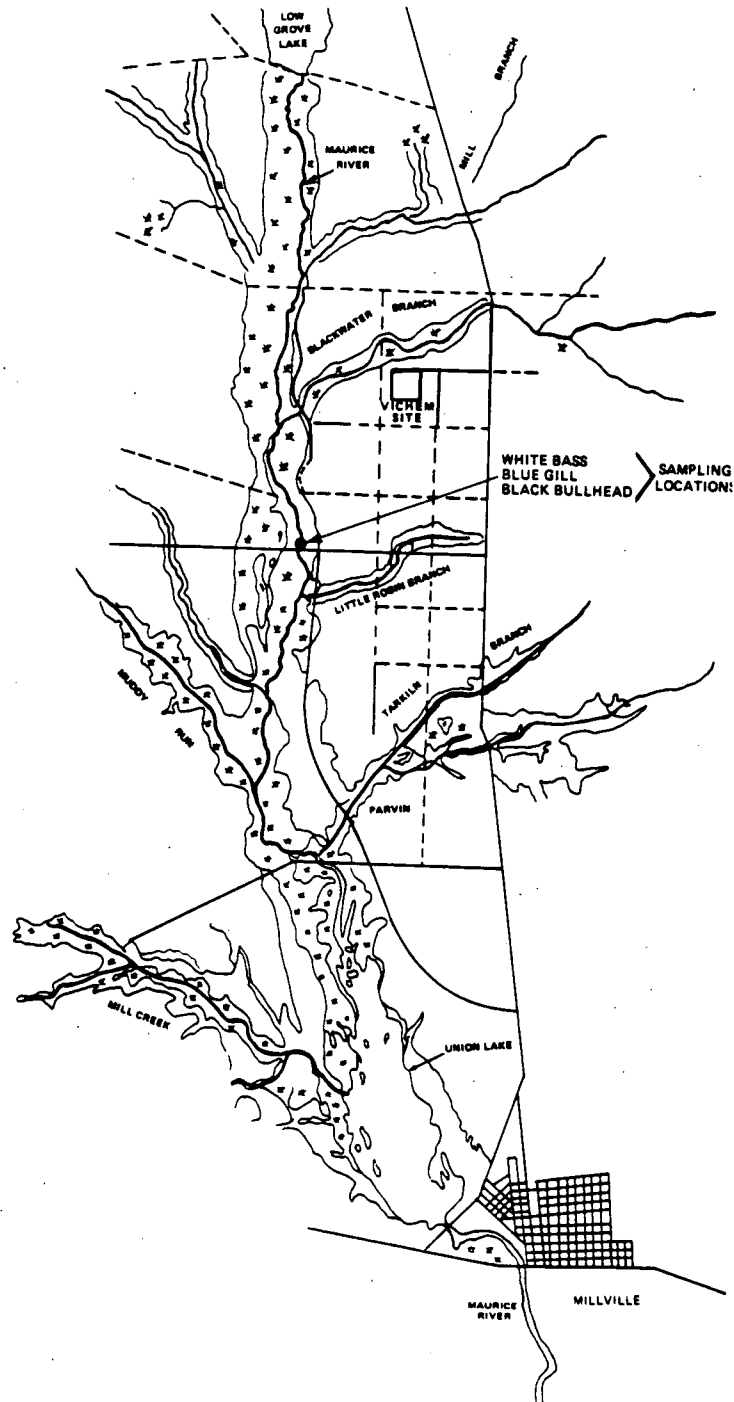 LOW
GROVE
LAKE
BRANCH
MILL
MAURICE
RIVER
BLACKWATER
BRANCH
VICHEM
SITE
WHITE BASS
BLUE GILL
BLACK BULLHEAD
SAMPLING
LOCATIONS
LITTLE ROBIN BRANCH
BRANCH
TARKILN
MUDDY
RUN
PARVIN
MILL CREEK
UNION LAKE
MAURICE
RIVER
MILLVILLE